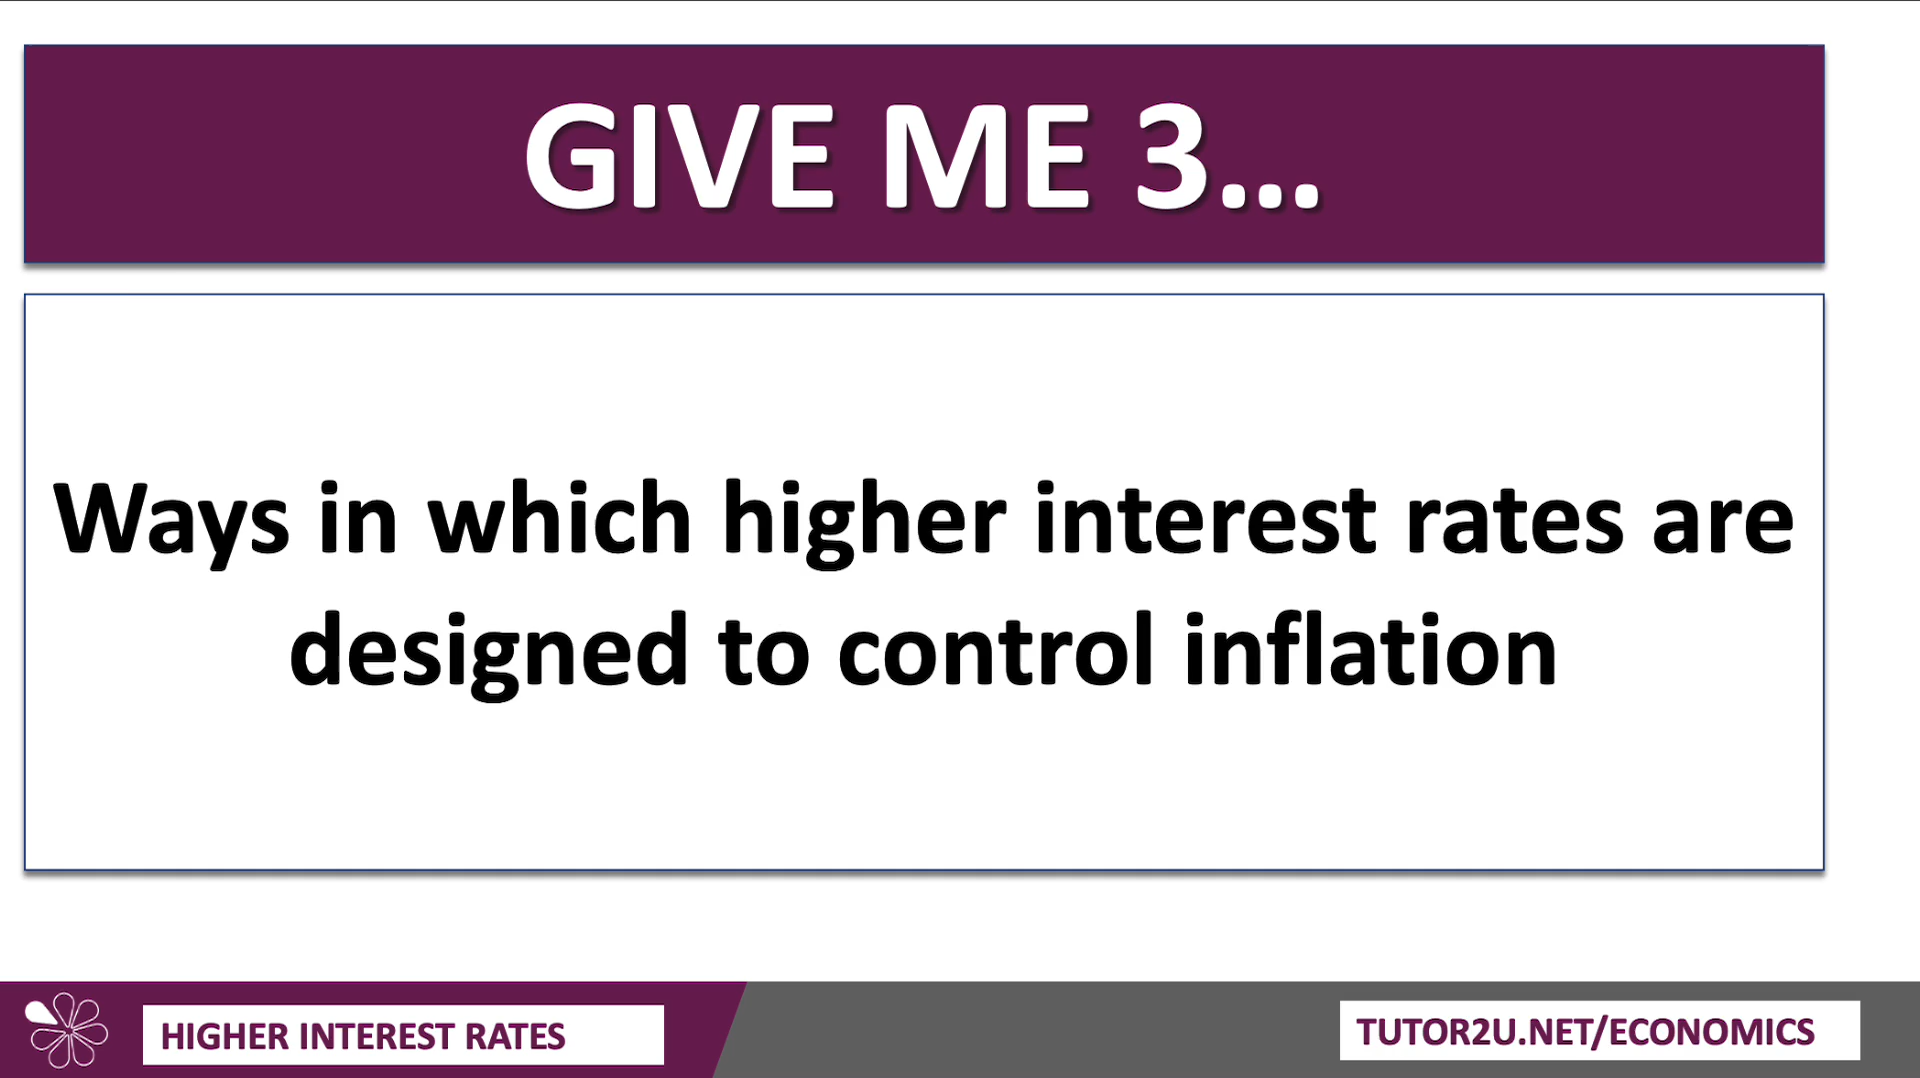 GIVE ME 3...
Ways in which higher interest rates are
designed to control inflation
HIGHER INTEREST RATES
TUTOR2U.NET/ECONOMICS